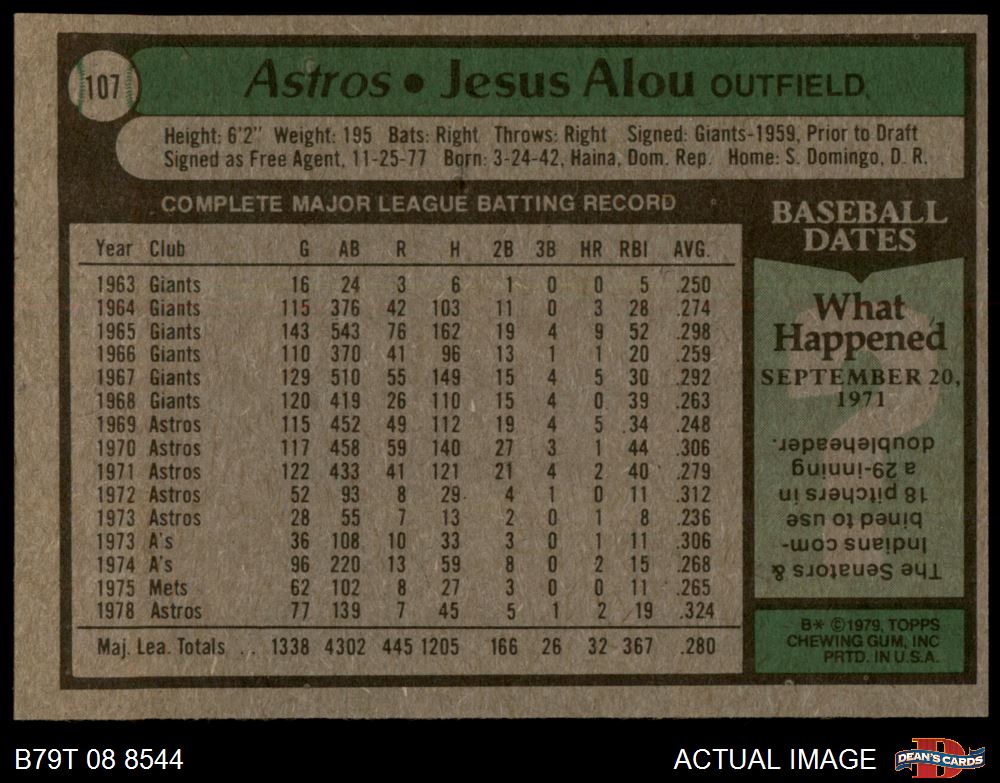 107
Astros • Jesus Alou OUTFIELD
Height: 6'2" Weight: 195 Bats: Right Throws: Right Signed: Giants-1959, Prior to Draft
Signed as Free Agent, 11-25-77 Born: 3-24-42, Haina, Dom. Rep. Home: S. Domingo, D. R.
COMPLETE MAJOR LEAGUE BATTING RECORD
Year Club G AB R H 2B 3B HR RBI AVG.
1963 Giants 16 24 3 6 1 0 0 5 .250
1964 Giants 115 376 42 103 11 0 3 28 .274
1965 Giants 143 543 76 162 19 4 9 52 .298
1966 Giants 110 370 41 96 13 1 1 20 .259
1967 Giants 129 510 55 149 15 4 5 30 .292
1968 Giants 120 419 26 110 15 4 0 39 .263
1969 Astros 115 452 49 112 19 4 5 34 .248
1970 Astros 117 458 59 140 27 3 1 44 .306
1971 Astros 122 433 41 121 21 4 2 40 .279
1972 Astros 52 93 8 29 4 1 0 11 .312
1973 Astros 28 55 7 13 2 0 1 8 .236
1973 A's 36 108 10 33 3 0 1 11 .306
1974 A's 96 220 13 59 8 0 2 15 .268
1975 Mets 62 102 8 27 3 0 0 11 .265
1978 Astros 77 139 7 45 5 1 2 19 .324
Maj. Lea. Totals .. 1338 4302 445 1205 166 26 32 367 .280
BASEBALL
DATES
What
Happened
SEPTEMBER 20,
1971
The Senators &
Indians com-
bined to use
18 pitchers in
a 29-inning
doubleheader.
B* ©1979, TOPPS
CHEWING GUM, INC
PRTD. IN U.S.A.
B79T 08 8544
ACTUAL IMAGE
D
DEAN'S CARDS